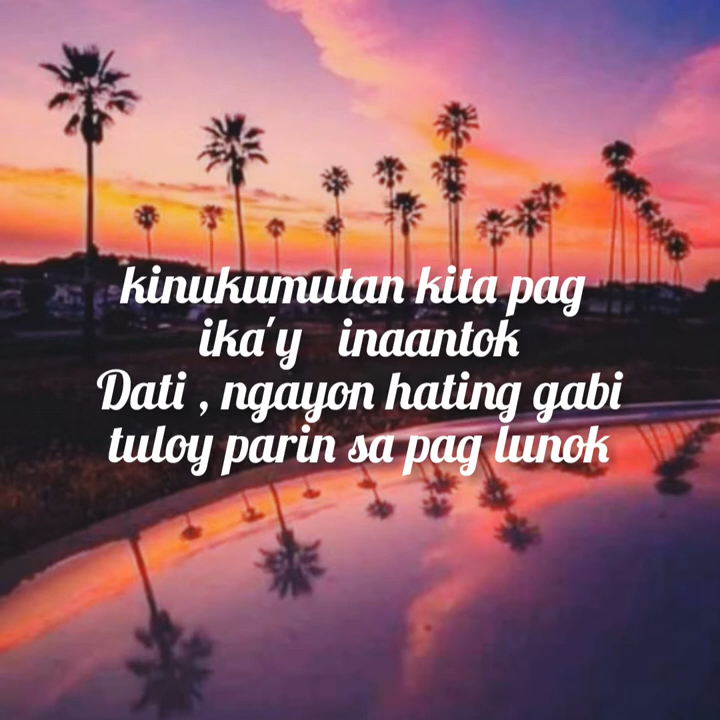 kinukumutan kita pag
ika'y inaantok
Dati , ngayon hating gabi
tuloy parin sa pag lunok